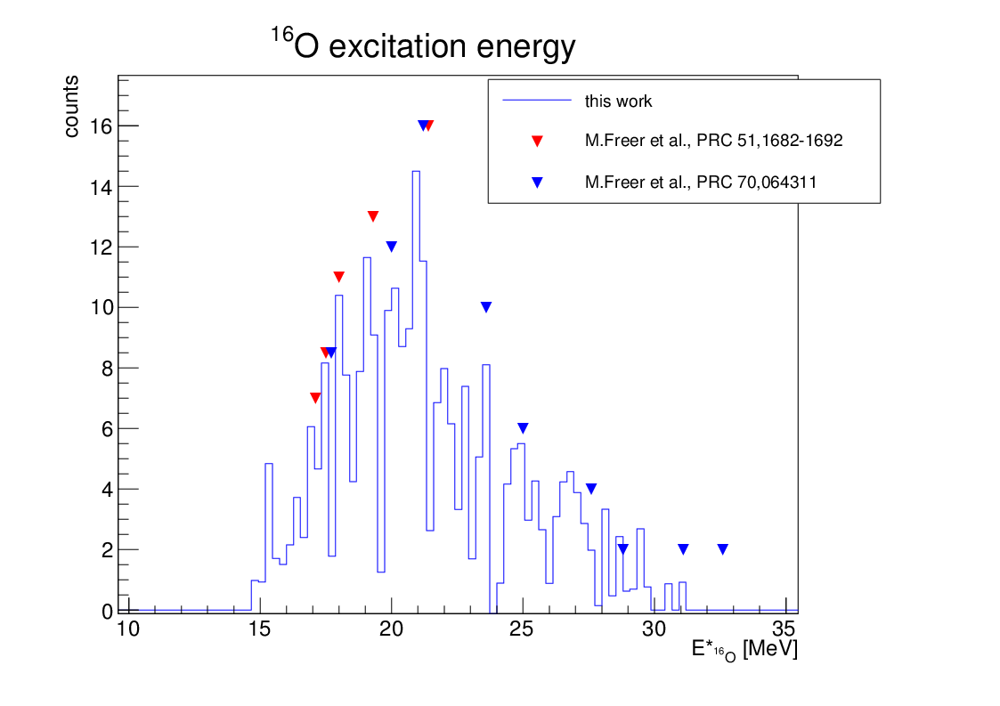 16O excitation energy
counts
this work
M.Freer et al., PRC 51,1682-1692
M.Freer et al., PRC 70,064311
16
14
12
10
8
6
4
2
0
10 15 20 25 30 35
E*16O [MeV]